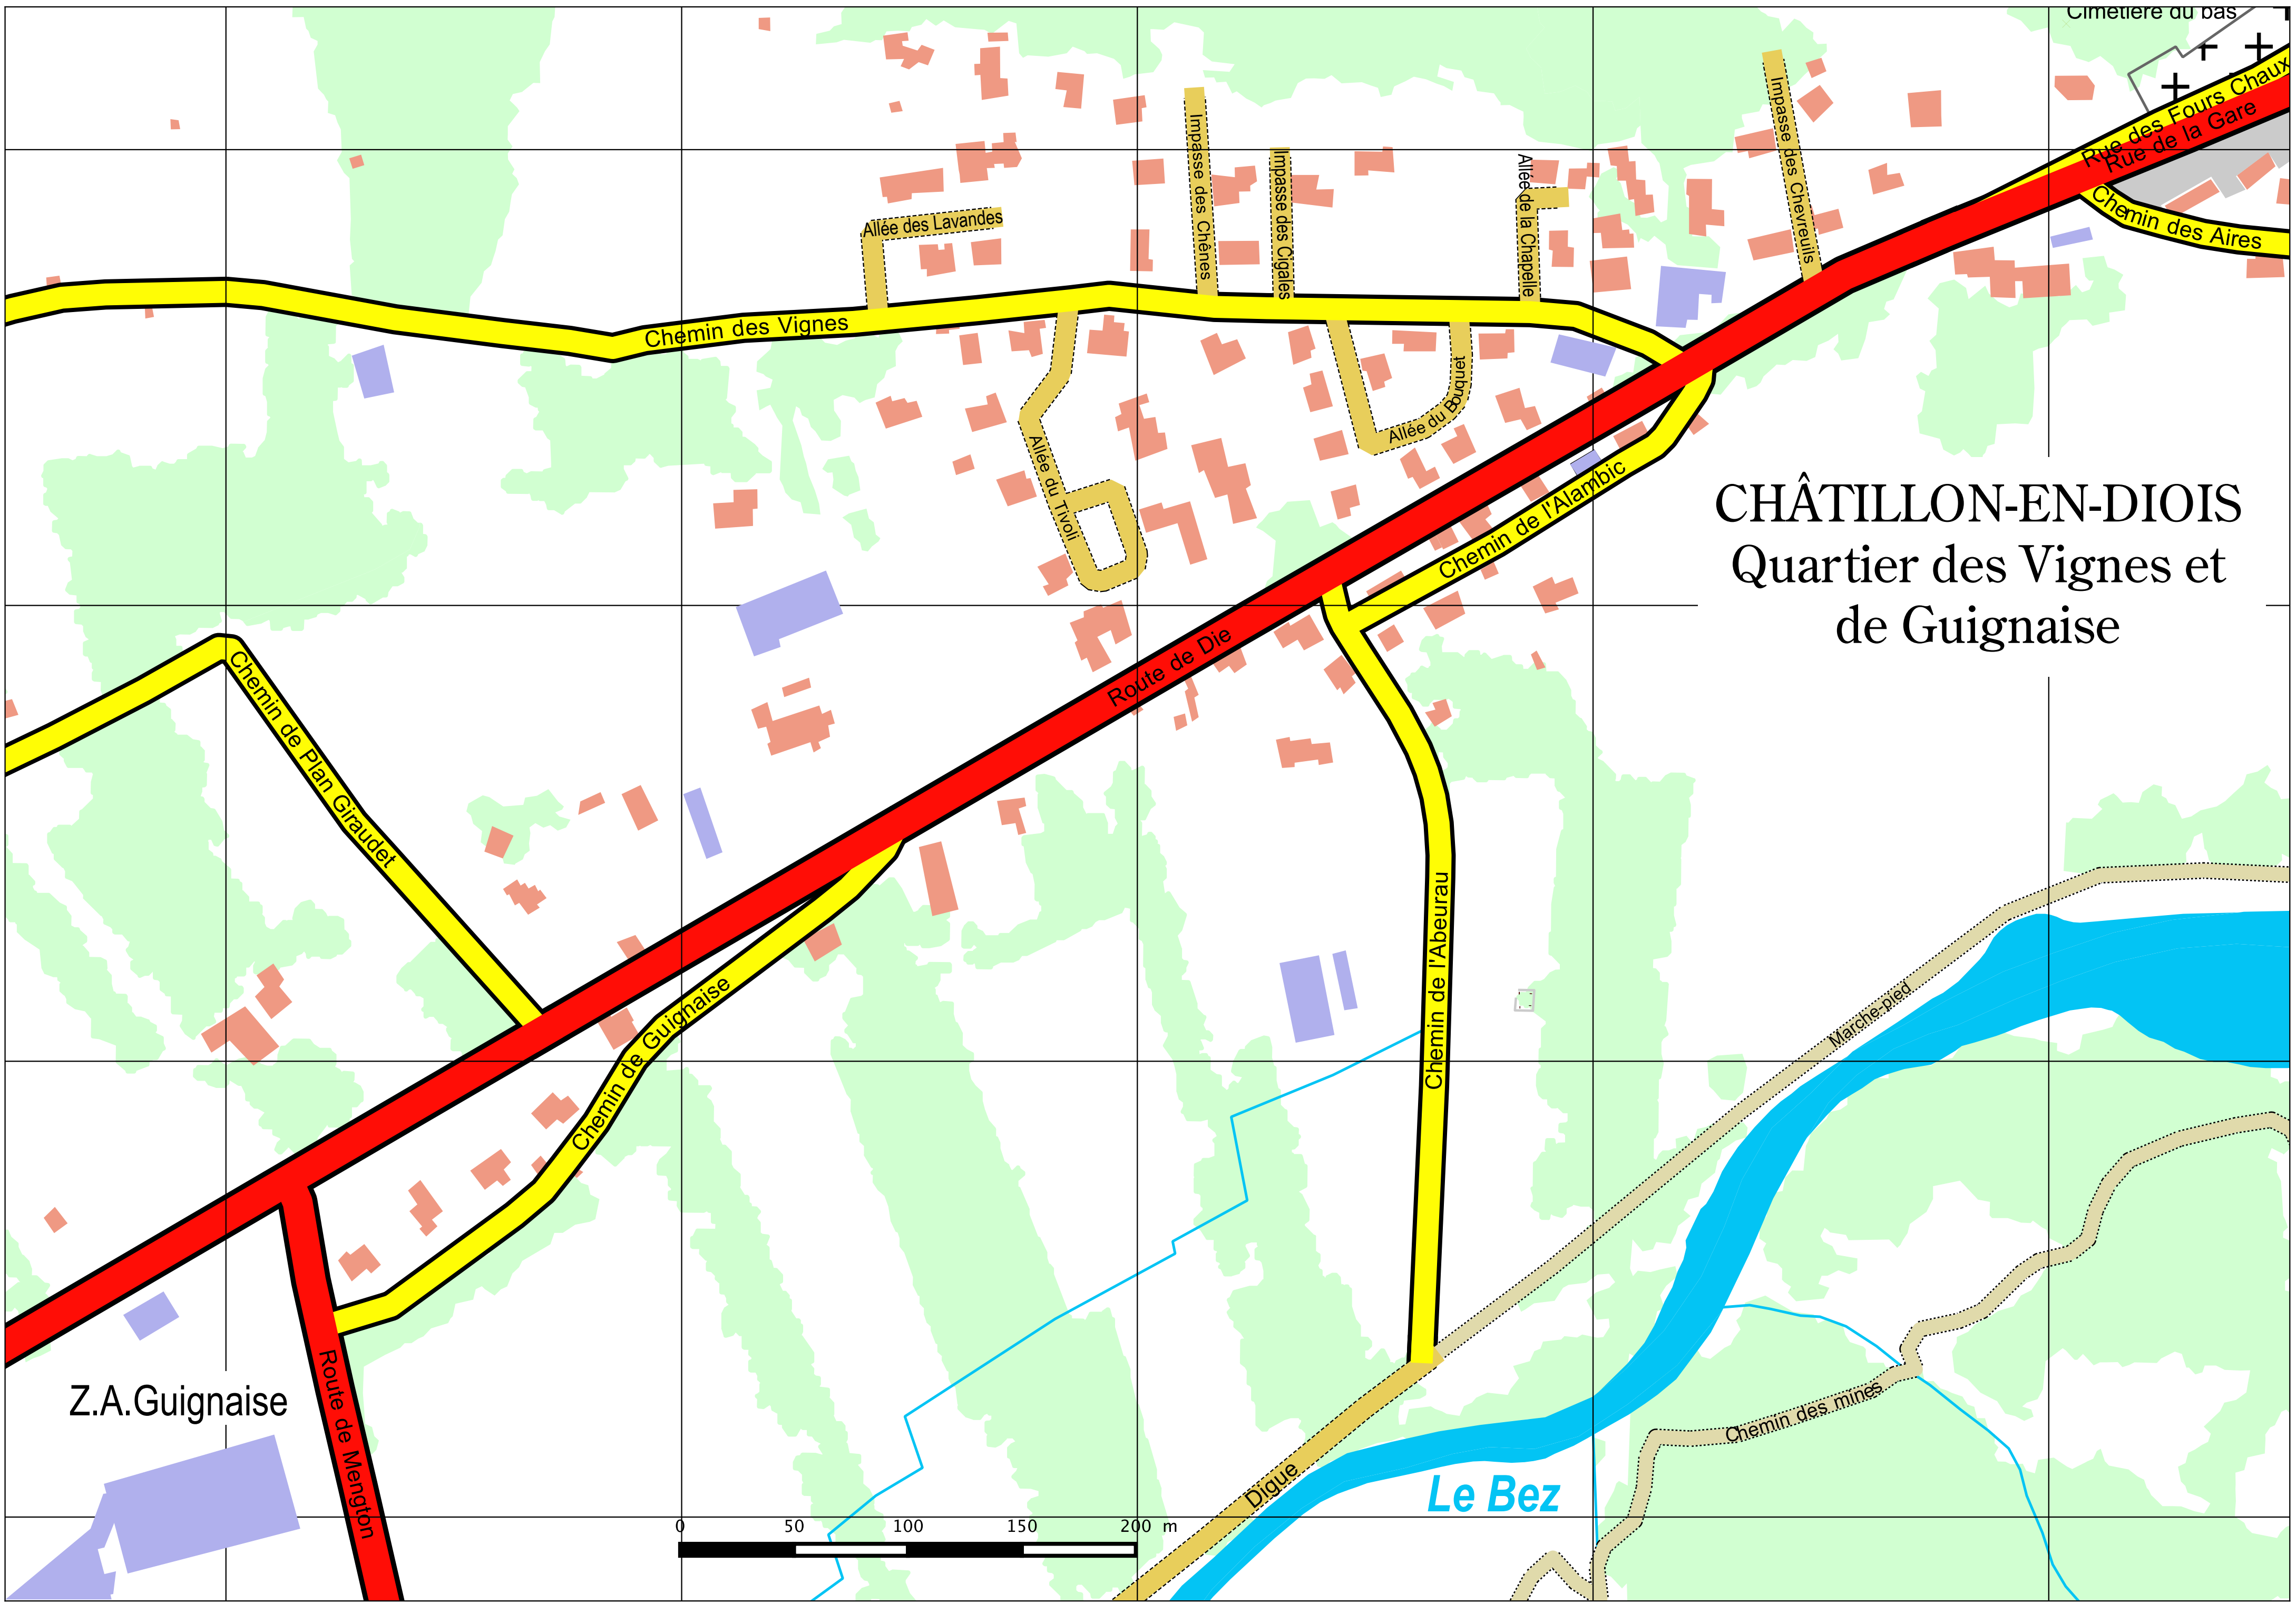 Cimetière du bas
Rue des Fours Chaux
Rue de la Gare
Chemin des Aires
Impasse des Chevreuils
Impasse des Chênes
Impasse des Cigales
Allée de la Chapelle
Allée des Lavandes
Chemin des Vignes
Allée du Bourbquet
Allée du Tivoli
Chemin de l'Alambic
CHÂTILLON-EN-DIOIS
Quartier des Vignes et
de Guignaise
Route de Die
Chemin de Plan Giraudet
Chemin de l'Abeurau
Chemin de Guignaise
Marche-pied
Z.A.Guignaise
Route de Mengton
Chemin des mines
Digue
Le Bez
0 50 100 150 200 m